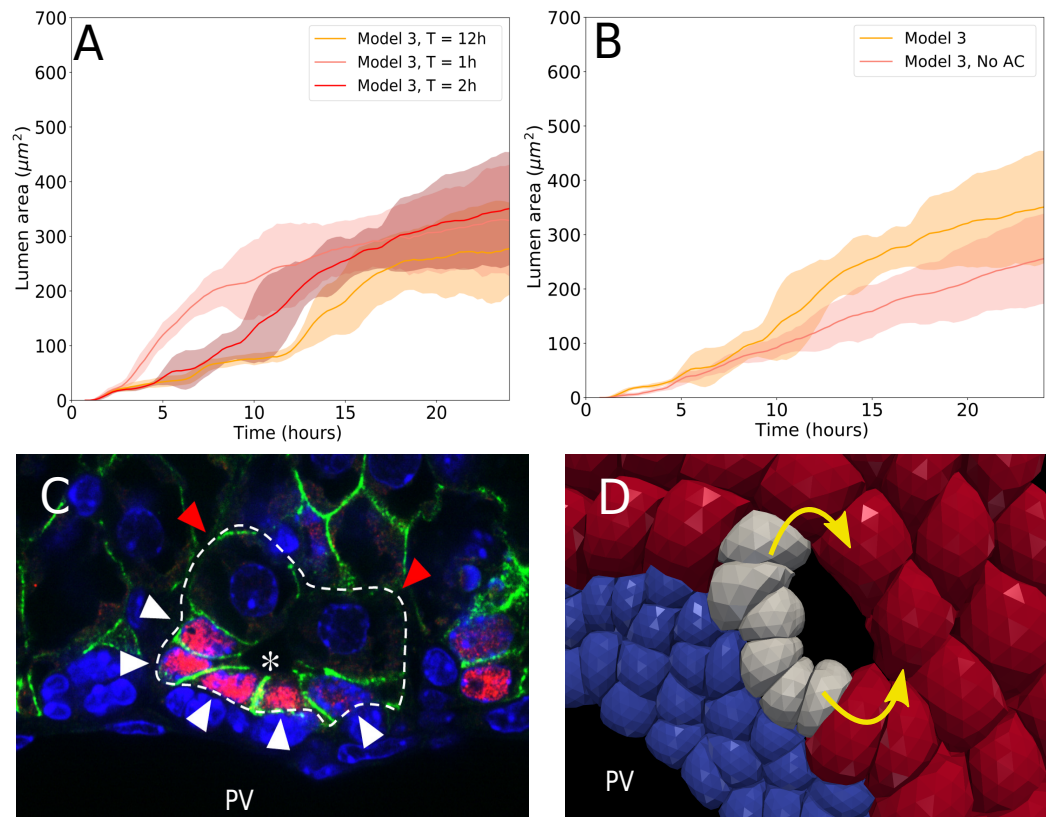 A
Model 3, T = 12h
Model 3, T = 1h
Model 3, T = 2h
Lumen area (μm²)
700
600
500
400
300
200
100
0
0 5 10 15 20
Time (hours)
B
Model 3
Model 3, No AC
Lumen area (μm²)
700
600
500
400
300
200
100
0
0 5 10 15 20
Time (hours)
C
*
PV
D
PV